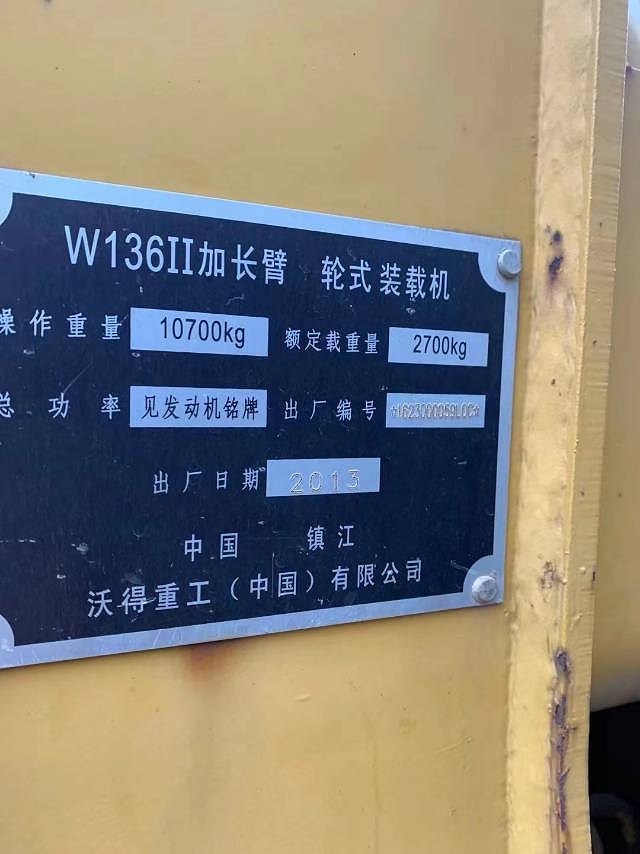 W136II加长臂 轮式装载机
操作重量 10700kg 额定载重量 2700kg
总功率 见发动机铭牌 出厂编号
出厂日期 2013
中国 镇江
沃得重工（中国）有限公司